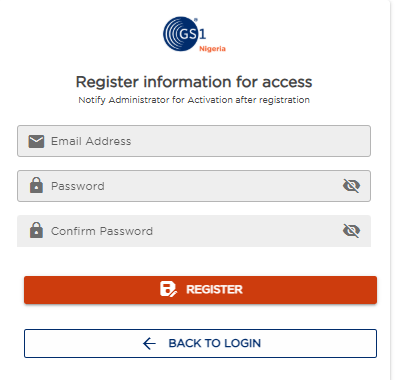 GS1
Nigeria
Register information for access
Notify Administrator for Activation after registration
Email Address
Password
Confirm Password
REGISTER
BACK TO LOGIN